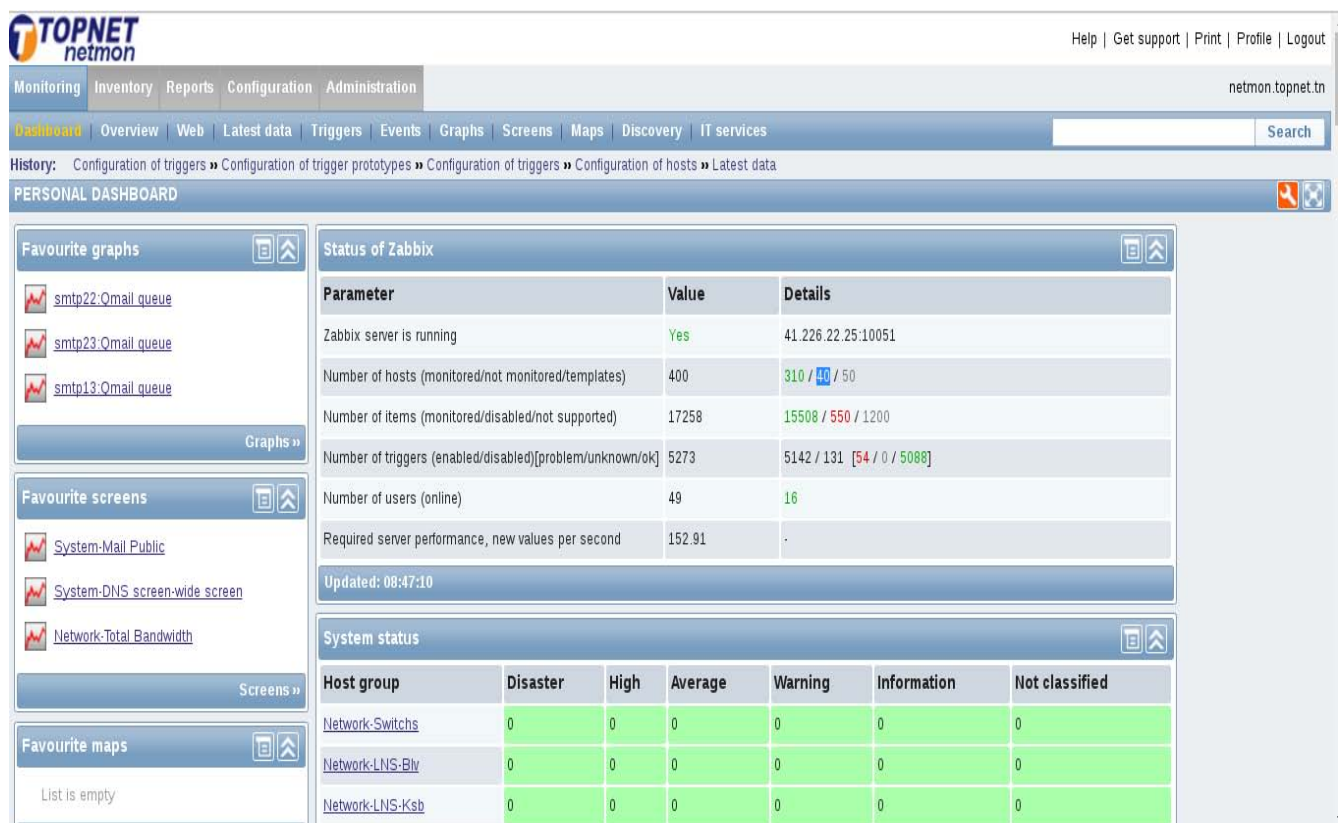 TOPNET
netmon
Help | Get support | Print | Profile | Logout
Monitoring Inventory Reports Configuration Administration
netmon.topnet.tn
Dashboard | Overview | Web | Latest data | Triggers | Events | Graphs | Screens | Maps | Discovery | IT services
Search
History: Configuration of triggers » Configuration of trigger prototypes » Configuration of triggers » Configuration of hosts » Latest data
PERSONAL DASHBOARD
Favourite graphs
smtp22:Qmail queue
smtp23:Qmail queue
smtp13:Qmail queue
Graphs »
Favourite screens
System-Mail Public
System-DNS screen-wide screen
Network-Total Bandwidth
Screens »
Favourite maps
List is empty
Status of Zabbix
Parameter Value Details
Zabbix server is running Yes 41.226.22.25:10051
Number of hosts (monitored/not monitored/templates) 400 310 / 40 / 50
Number of items (monitored/disabled/not supported) 17258 15508 / 550 / 1200
Number of triggers (enabled/disabled)[problem/unknown/ok] 5273 5142 / 131 [54 / 0 / 5088]
Number of users (online) 49 16
Required server performance, new values per second 152.91 -
Updated: 08:47:10
System status
Host group Disaster High Average Warning Information Not classified
Network-Switchs 0 0 0 0 0 0
Network-LNS-Blv 0 0 0 0 0 0
Network-LNS-Ksb 0 0 0 0 0 0